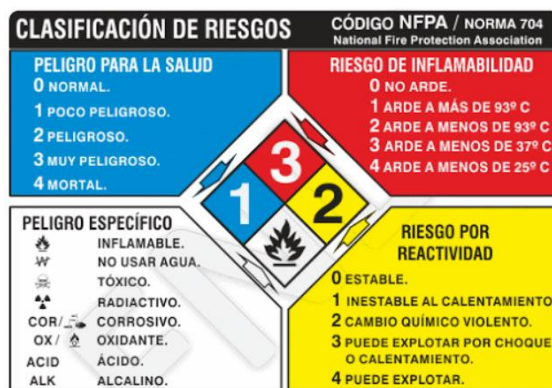 CLASIFICACIÓN DE RIESGOS
CÓDIGO NFPA / NORMA 704
National Fire Protection Association
PELIGRO PARA LA SALUD
0 NORMAL.
1 POCO PELIGROSO.
2 PELIGROSO.
3 MUY PELIGROSO.
4 MORTAL.
RIESGO DE INFLAMABILIDAD
0 NO ARDE.
1 ARDE A MÁS DE 93º C
2 ARDE A MENOS DE 93º C
3 ARDE A MENOS DE 37º C
4 ARDE A MENOS DE 25º C
3
1
2
PELIGRO ESPECÍFICO
INFLAMABLE.
W NO USAR AGUA.
TÓXICO.
RADIACTIVO.
COR/ CORROSIVO.
OX / OXIDANTE.
ACID ÁCIDO.
ALK ALCALINO.
RIESGO POR
REACTIVIDAD
0 ESTABLE.
1 INESTABLE AL CALENTAMIENTO
2 CAMBIO QUÍMICO VIOLENTO.
3 PUEDE EXPLOTAR POR CHOQUE
O CALENTAMIENTO.
4 PUEDE EXPLOTAR.